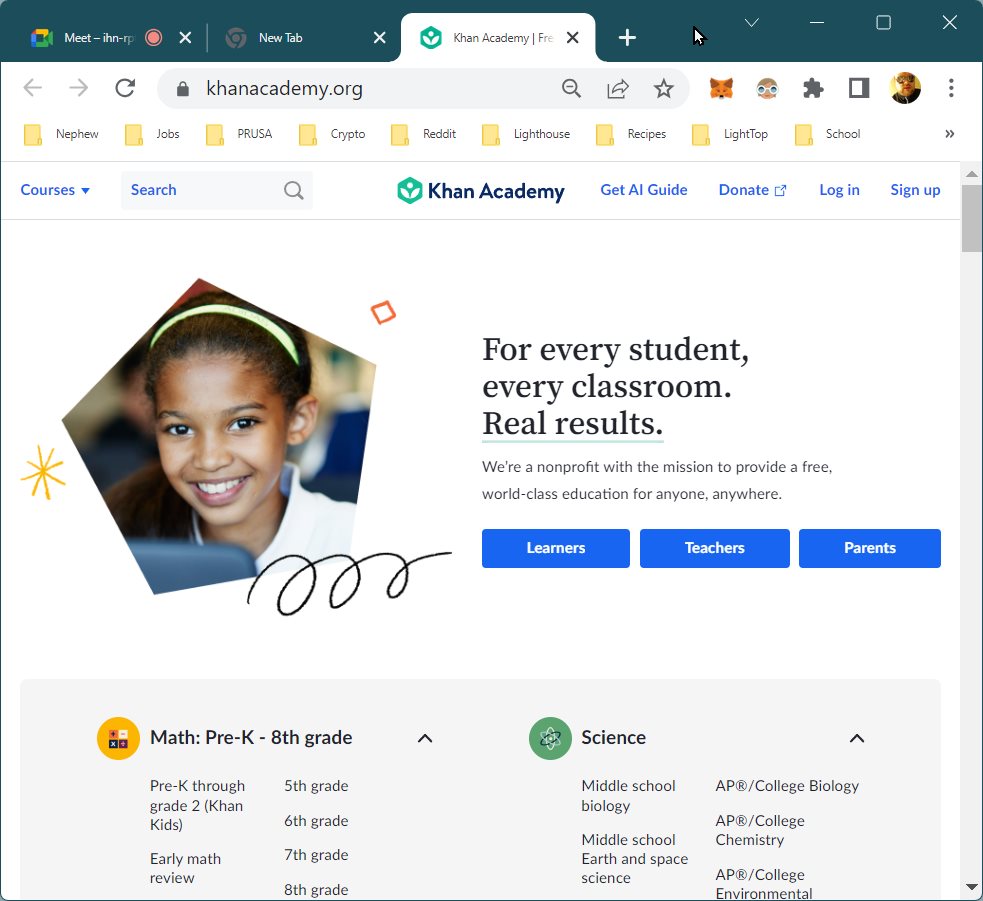 Meet – ihn-rp
New Tab
Khan Academy | Fre
khanacademy.org
Nephew
Jobs
PRUSA
Crypto
Reddit
Lighthouse
Recipes
LightTop
School
»
Courses
Search
Khan Academy
Get AI Guide
Donate
Log in
Sign up
For every student,
every classroom.
Real results.
We’re a nonprofit with the mission to provide a free,
world-class education for anyone, anywhere.
Learners
Teachers
Parents
Math: Pre-K - 8th grade
Pre-K through
grade 2 (Khan
Kids)
Early math
review
5th grade
6th grade
7th grade
8th grade
Science
Middle school
biology
Middle school
Earth and space
science
AP®/College Biology
AP®/College
Chemistry
AP®/College
Environmental